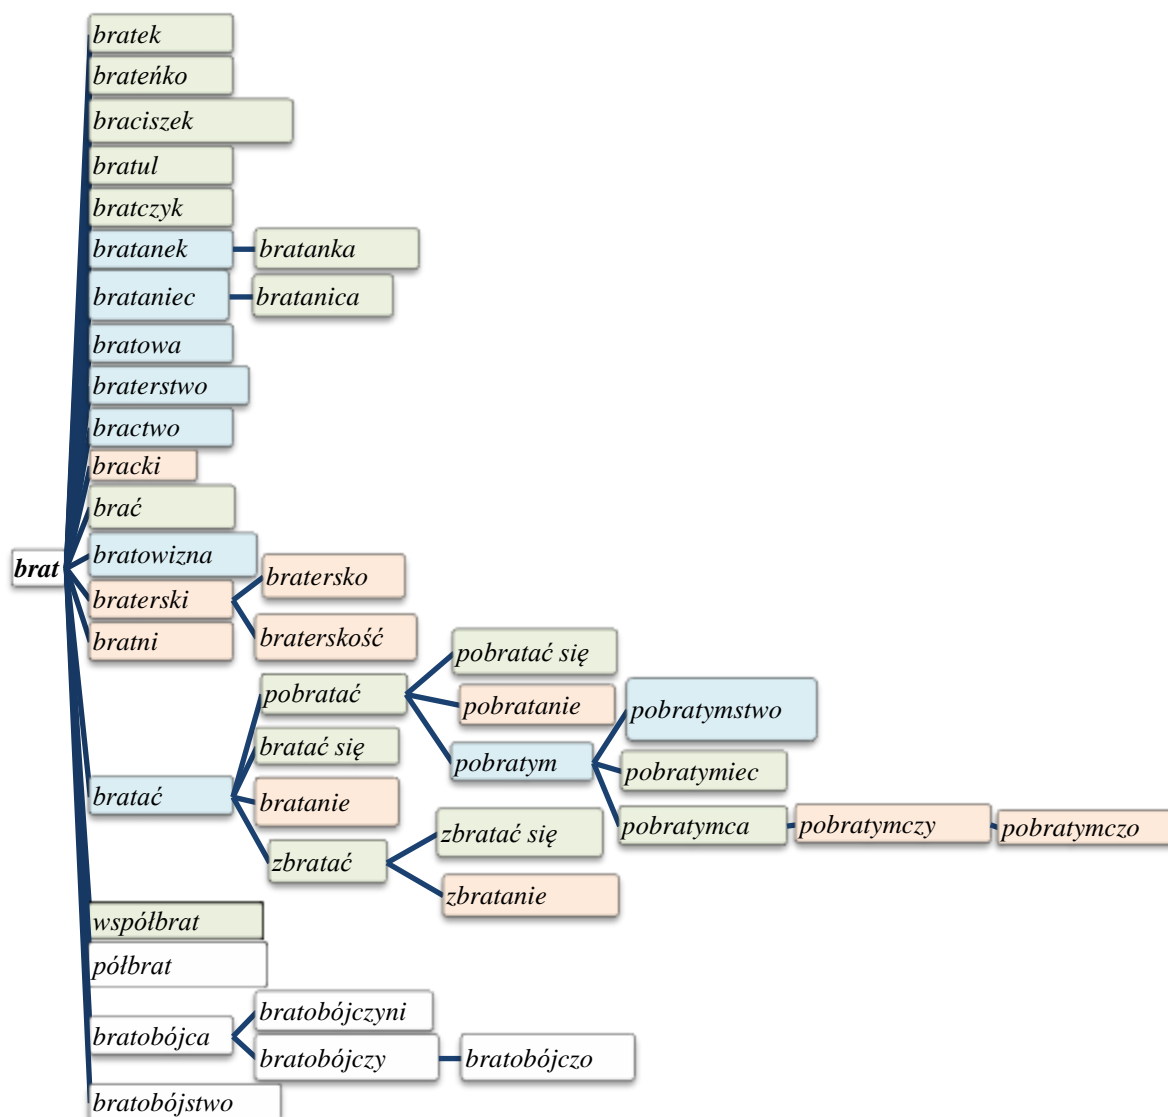 bratek
brateńko
braciszek
bratul
bratczyk
bratanek bratanka
brataniec bratanica
bratowa
braterstwo
bractwo
bracki
brać
bratowizna
brat
bratersko
braterski
bratni
braterskość
pobratać się
pobratać
pobratanie
pobratymstwo
bratać się
pobratym
pobratymiec
bratać
bratanie
pobratymca pobratymczy pobratymczo
zbratać się
zbratać
zbratanie
współbrat
półbrat
bratobójczyni
bratobójca
bratobójczy bratobójczo
bratobójstwo